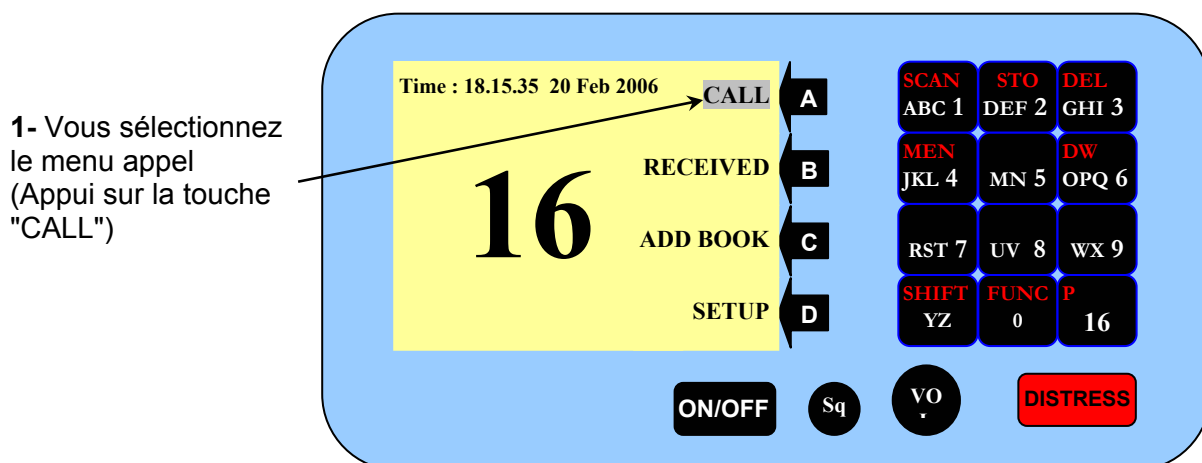 1- Vous sélectionnez
le menu appel
(Appui sur la touche
"CALL")
Time : 18.15.35 20 Feb 2006
CALL
A
RECEIVED
B
16
ADD BOOK
C
SETUP
D
SCAN STO DEL
ABC 1 DEF 2 GHI 3
MEN DW
JKL 4 MN 5 OPQ 6
RST 7 UV 8 WX 9
SHIFT FUNC P
YZ 0 16
ON/OFF
Sq
VO
DISTRESS